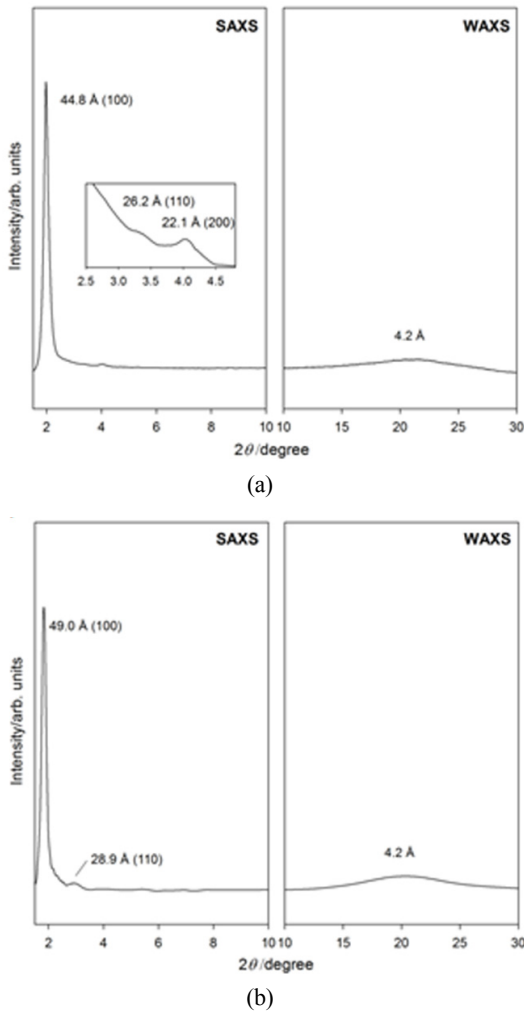 SAXS
WAXS
44.8 Å (100)
26.2 Å (110)
22.1 Å (200)
2.5 3.0 3.5 4.0 4.5
4.2 Å
Intensity/arb. units
2 4 6 8 10
10 15 20 25 30
2θ/degree
(a)
SAXS
WAXS
49.0 Å (100)
28.9 Å (110)
4.2 Å
Intensity/arb. units
2 4 6 8 10
10 15 20 25 30
2θ/degree
(b)